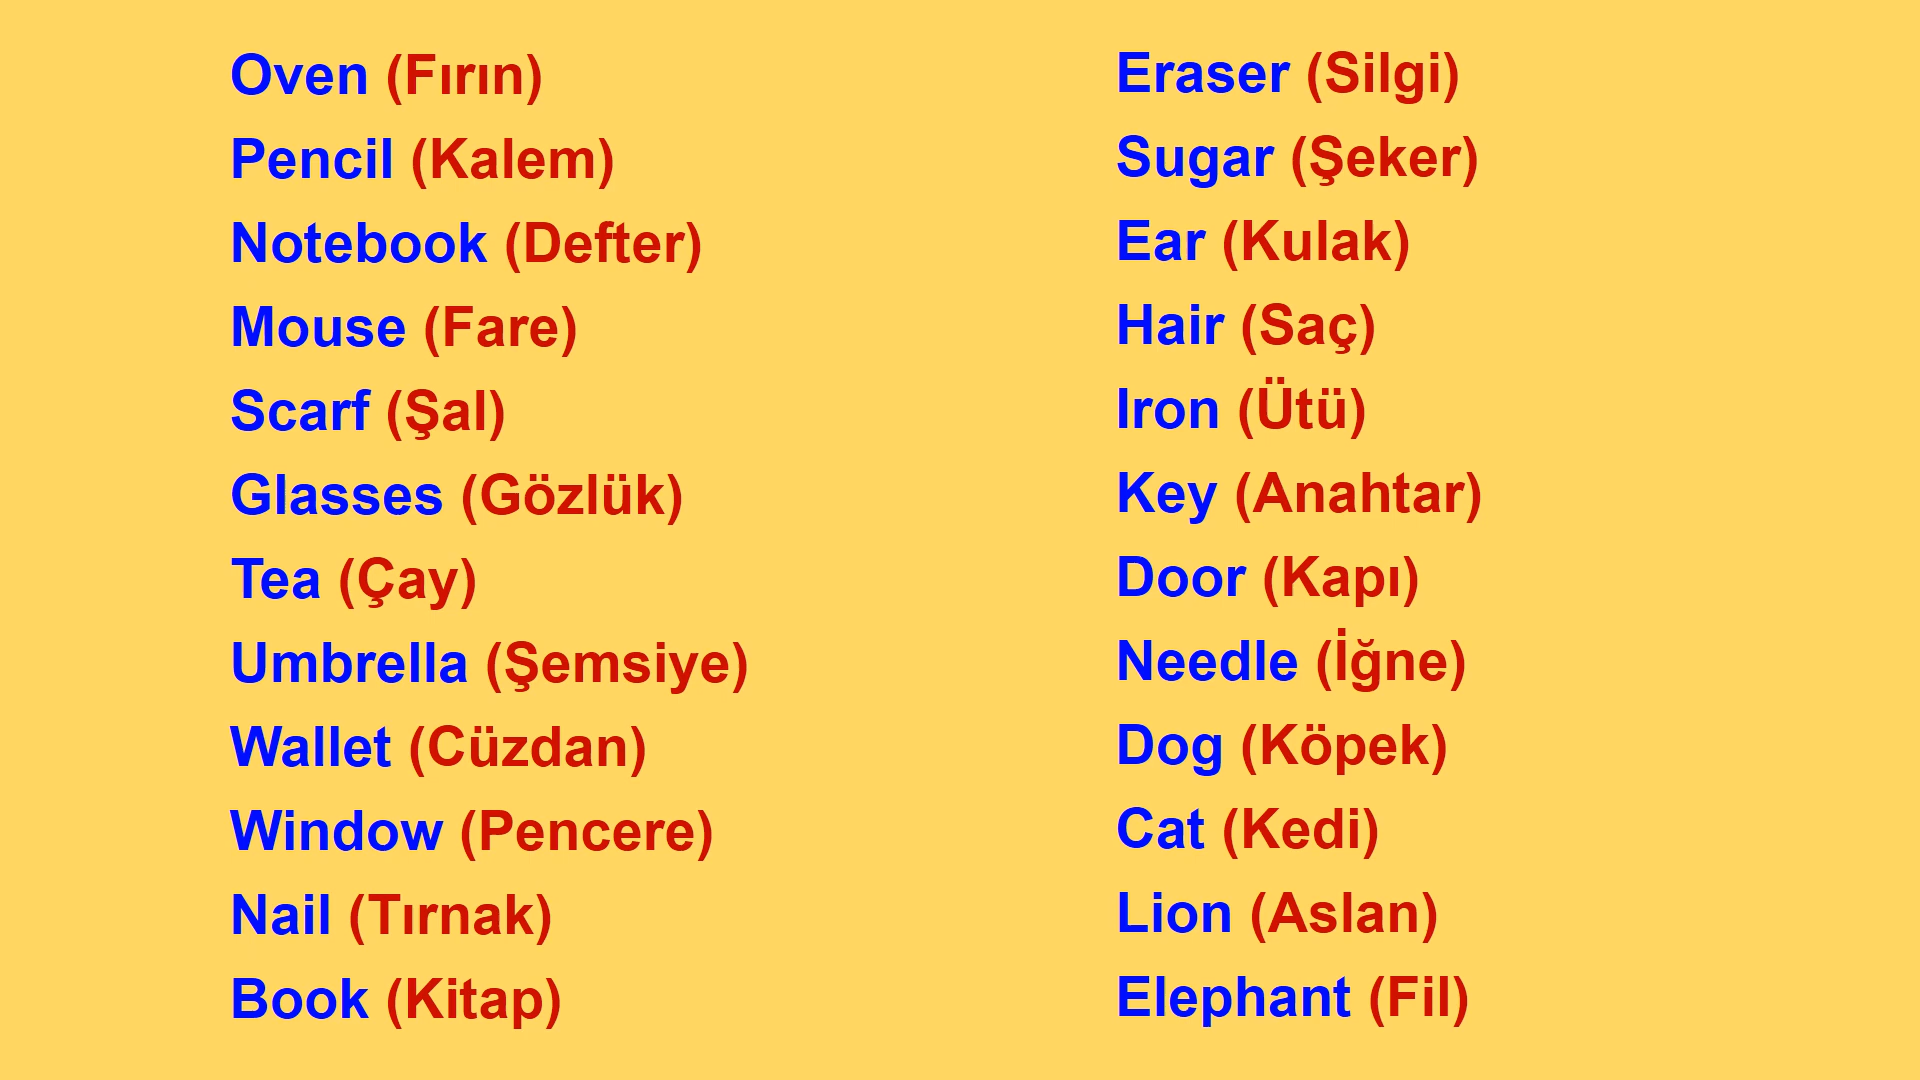 Oven (Fırın)
Pencil (Kalem)
Notebook (Defter)
Mouse (Fare)
Scarf (Şal)
Glasses (Gözlük)
Tea (Çay)
Umbrella (Şemsiye)
Wallet (Cüzdan)
Window (Pencere)
Nail (Tırnak)
Book (Kitap)
Eraser (Silgi)
Sugar (Şeker)
Ear (Kulak)
Hair (Saç)
Iron (Ütü)
Key (Anahtar)
Door (Kapı)
Needle (İğne)
Dog (Köpek)
Cat (Kedi)
Lion (Aslan)
Elephant (Fil)